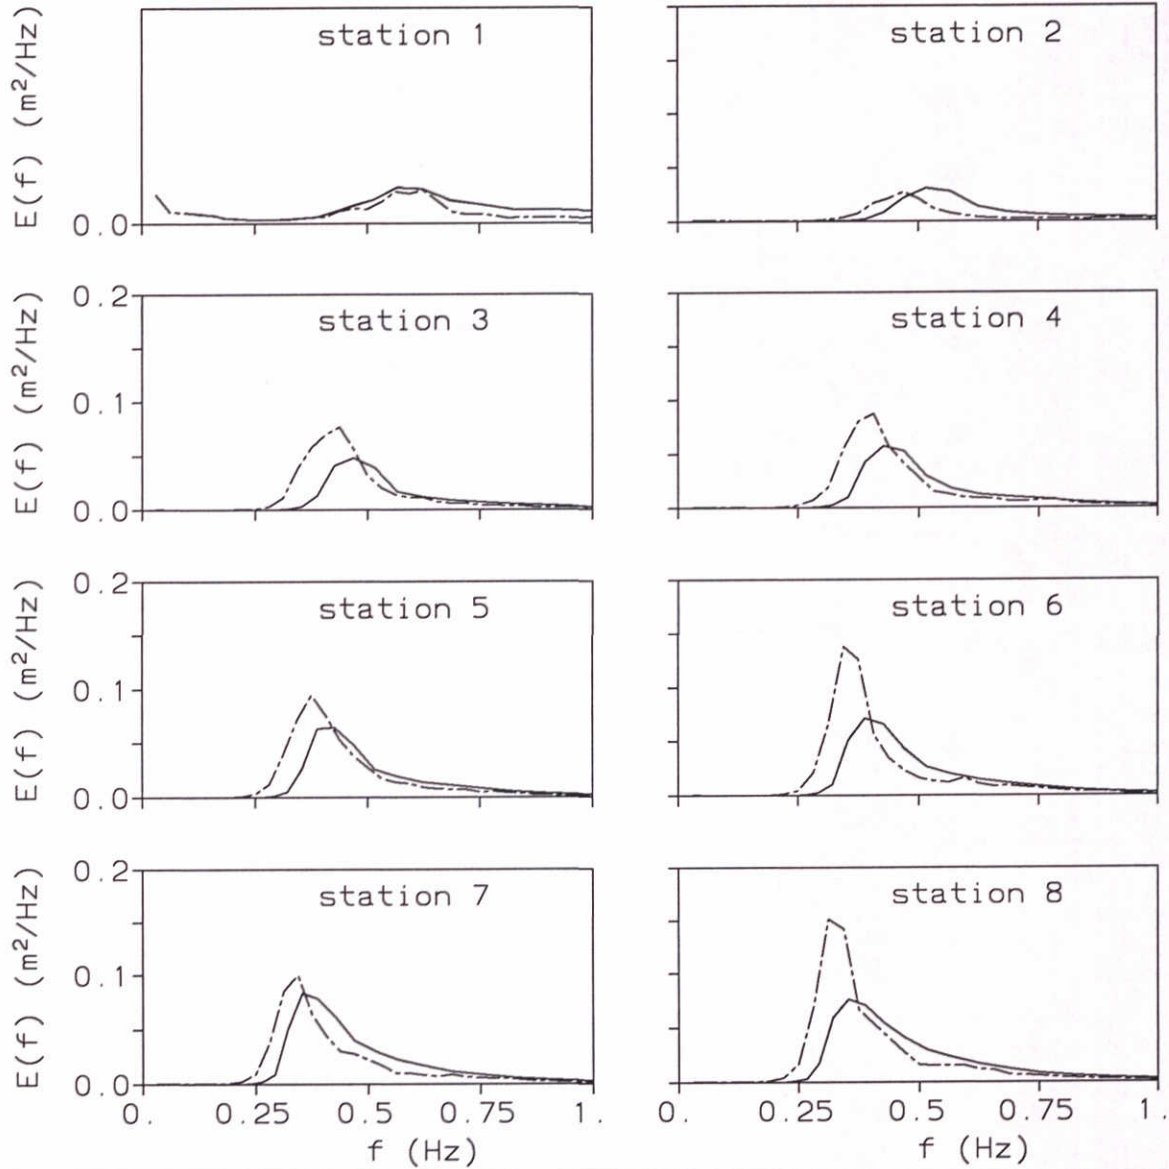 station 1
station 2
E(f) (m²/Hz)
0.0
0.2
station 3
station 4
E(f) (m²/Hz)
0.1
0.0
0.2
station 5
station 6
E(f) (m²/Hz)
0.1
0.0
0.2
station 7
station 8
E(f) (m²/Hz)
0.1
0.0
0. 0.25 0.5 0.75 1. 0. 0.25 0.5 0.75 1.
f (Hz) f (Hz)